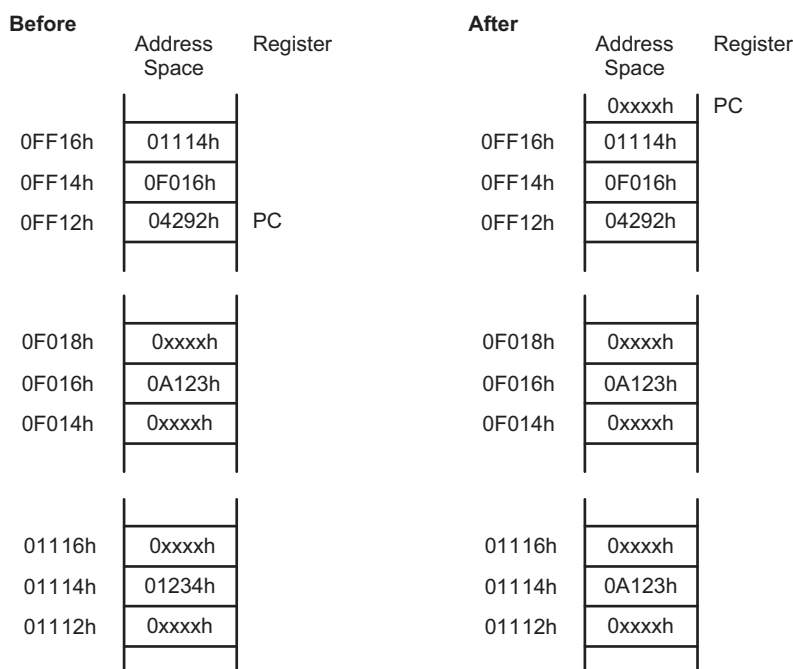 Before
Address Space Register
0FF16h 01114h
0FF14h 0F016h
0FF12h 04292h PC
0F018h 0xxxxh
0F016h 0A123h
0F014h 0xxxxh
01116h 0xxxxh
01114h 01234h
01112h 0xxxxh
After
Address Space Register
0xxxxh PC
0FF16h 01114h
0FF14h 0F016h
0FF12h 04292h
0F018h 0xxxxh
0F016h 0A123h
0F014h 0xxxxh
01116h 0xxxxh
01114h 0A123h
01112h 0xxxxh